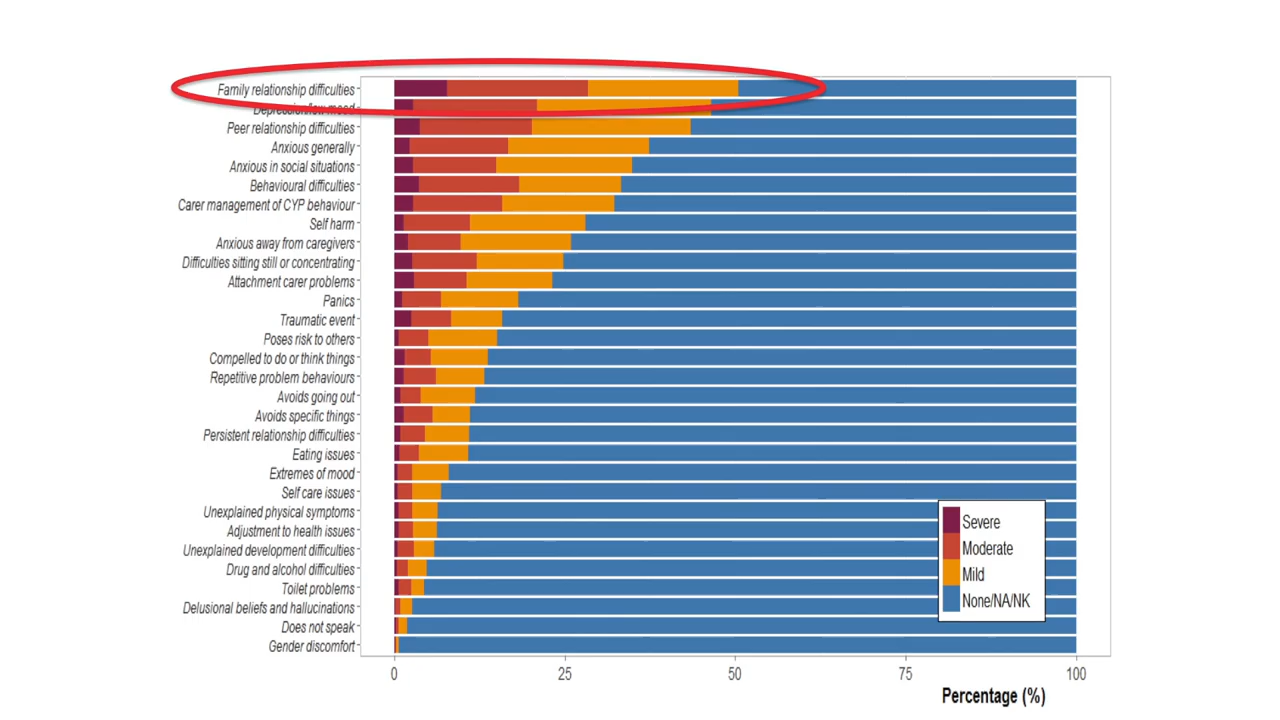 Family relationship difficulties
Depression/low mood
Peer relationship difficulties
Anxious generally
Anxious in social situations
Behavioural difficulties
Carer management of CYP behaviour
Self harm
Anxious away from caregivers
Difficulties sitting still or concentrating
Attachment carer problems
Panics
Traumatic event
Poses risk to others
Compelled to do or think things
Repetitive problem behaviours
Avoids going out
Avoids specific things
Persistent relationship difficulties
Eating issues
Extremes of mood
Self care issues
Unexplained physical symptoms
Adjustment to health issues
Unexplained development difficulties
Drug and alcohol difficulties
Toilet problems
Delusional beliefs and hallucinations
Does not speak
Gender discomfort
Severe
Moderate
Mild
None/NA/NK
0 25 50 75 100
Percentage (%)